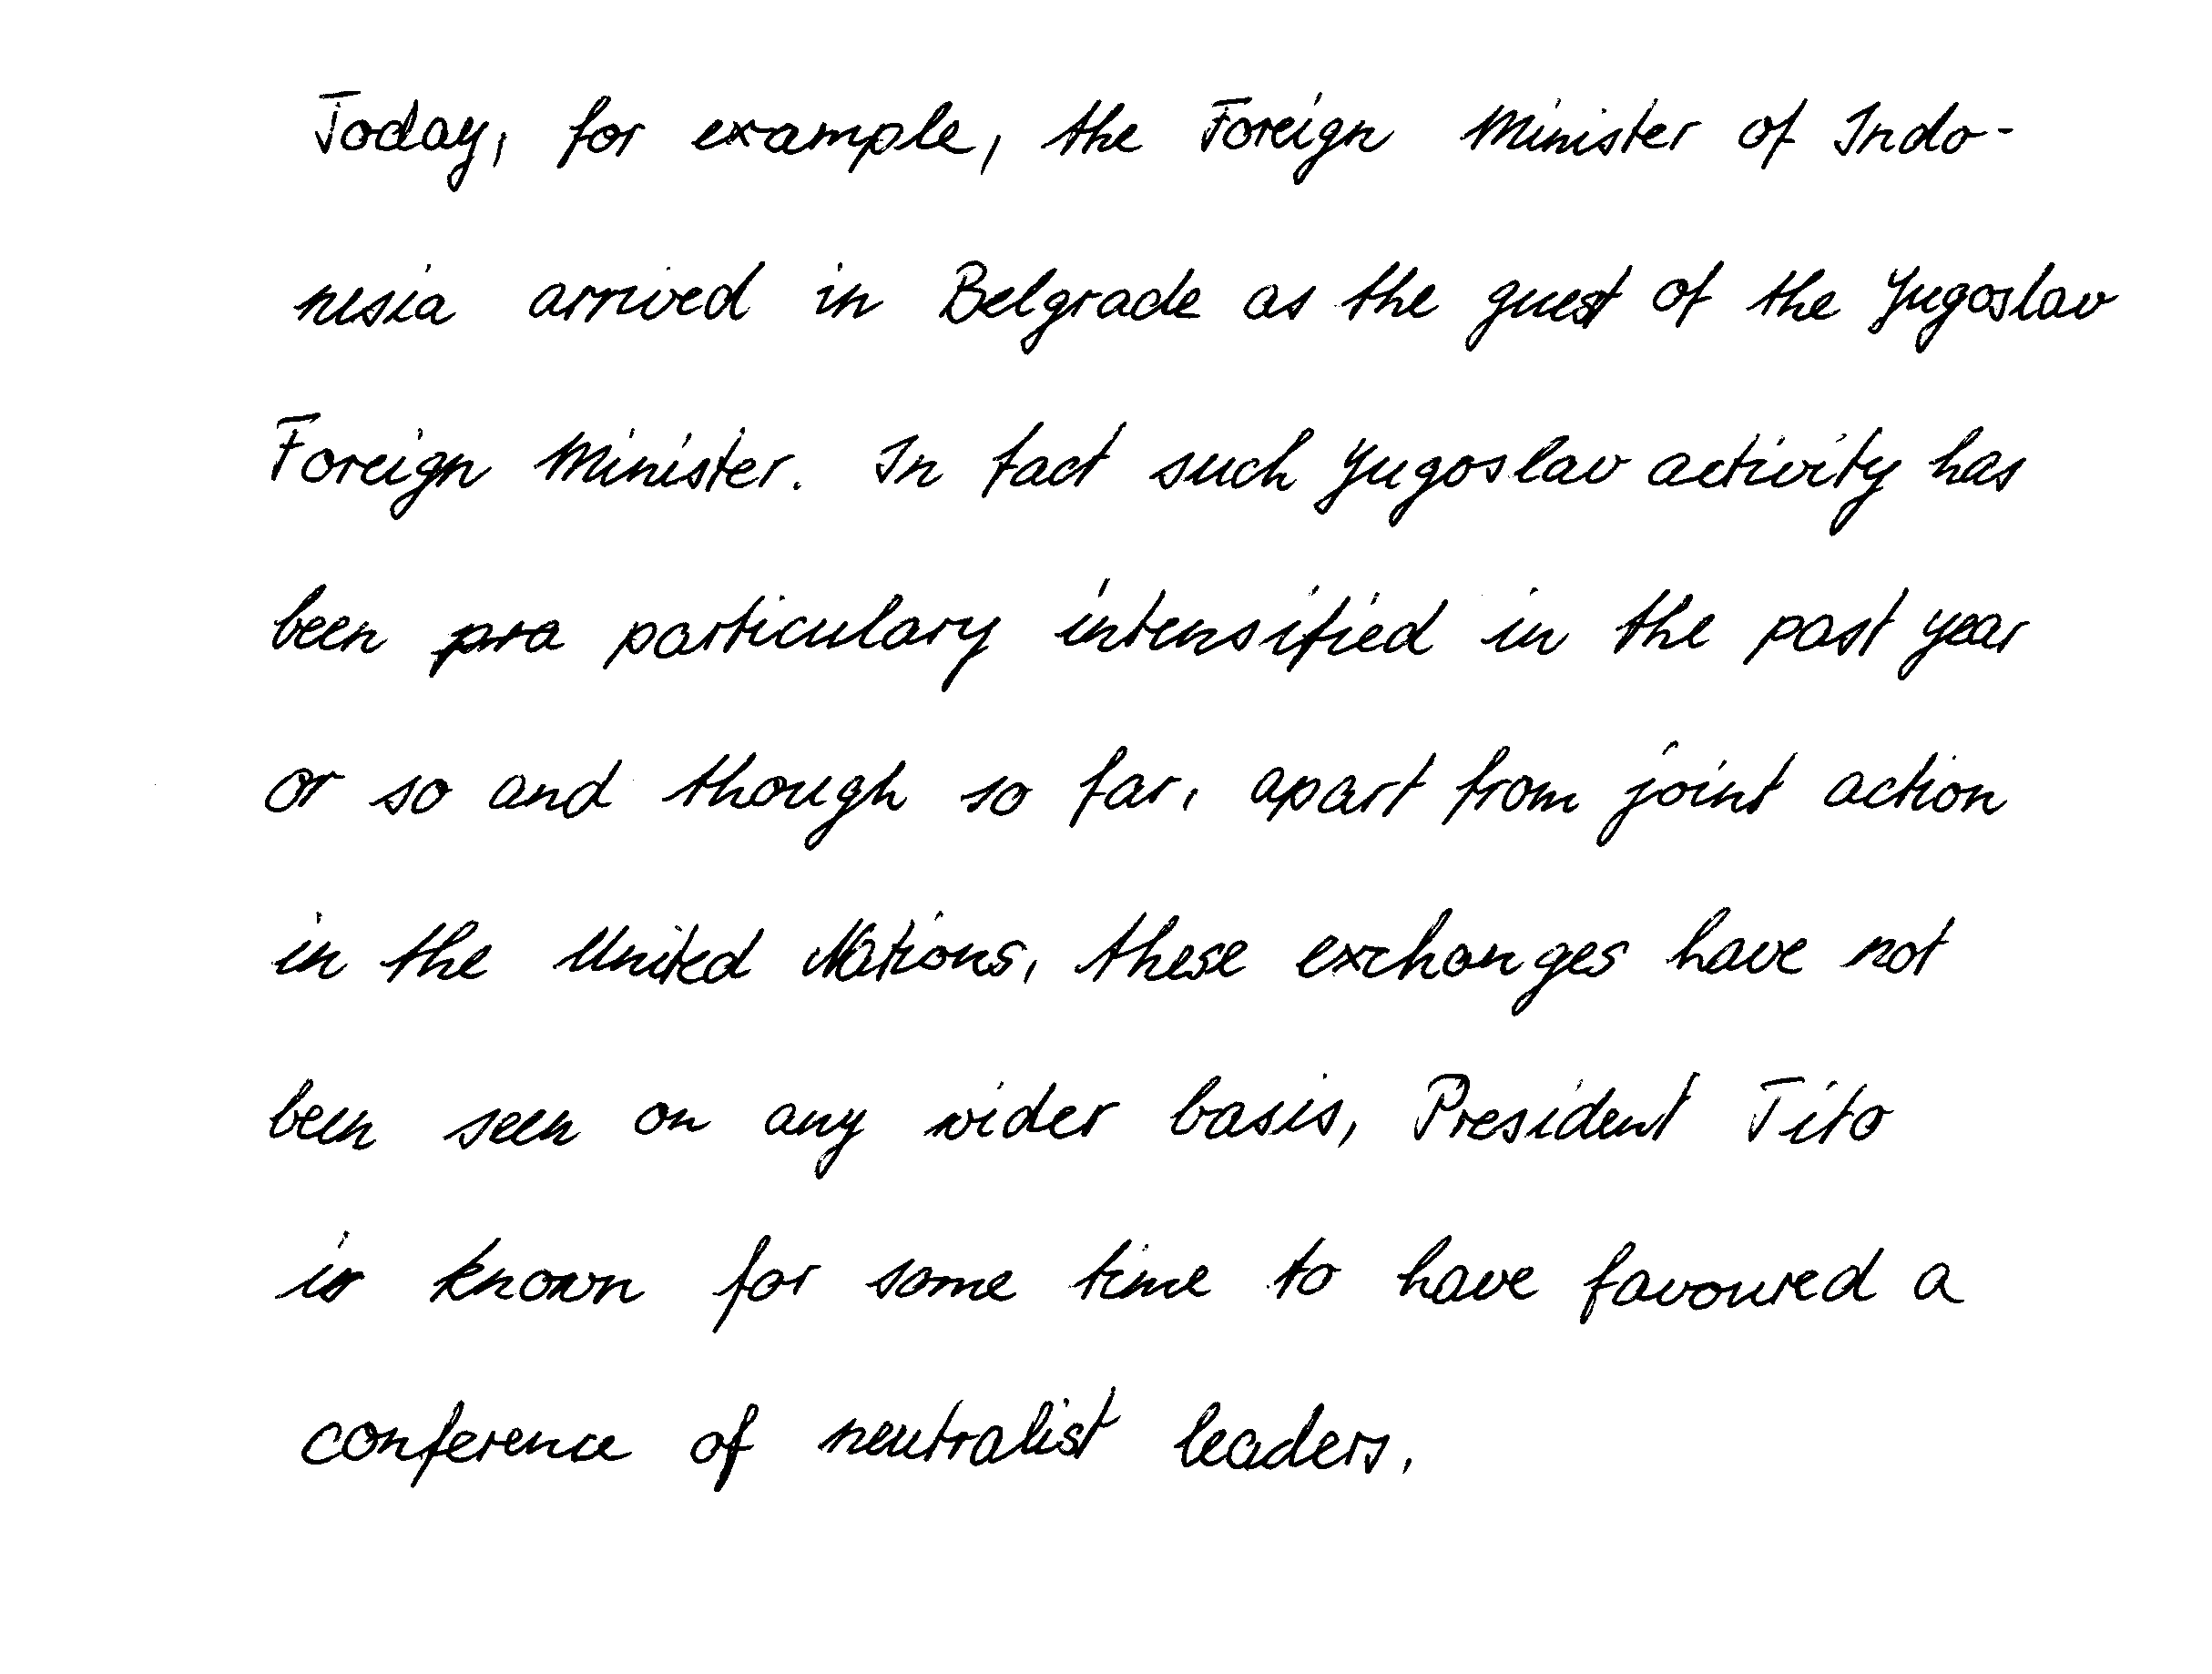 Today, for example, the Foreign Minister of Indo-
nesia arrived in Belgrade as the guest of the Yugoslav
Foreign Minister. In fact such Yugoslav activity has
been pra particulary intensified in the past year
or so and though so far, apart from joint action
in the United Nations, these exchanges have not
been seen on any wider basis, President Tito
is known for some time to have favoured a
conference of neutralist leaders.